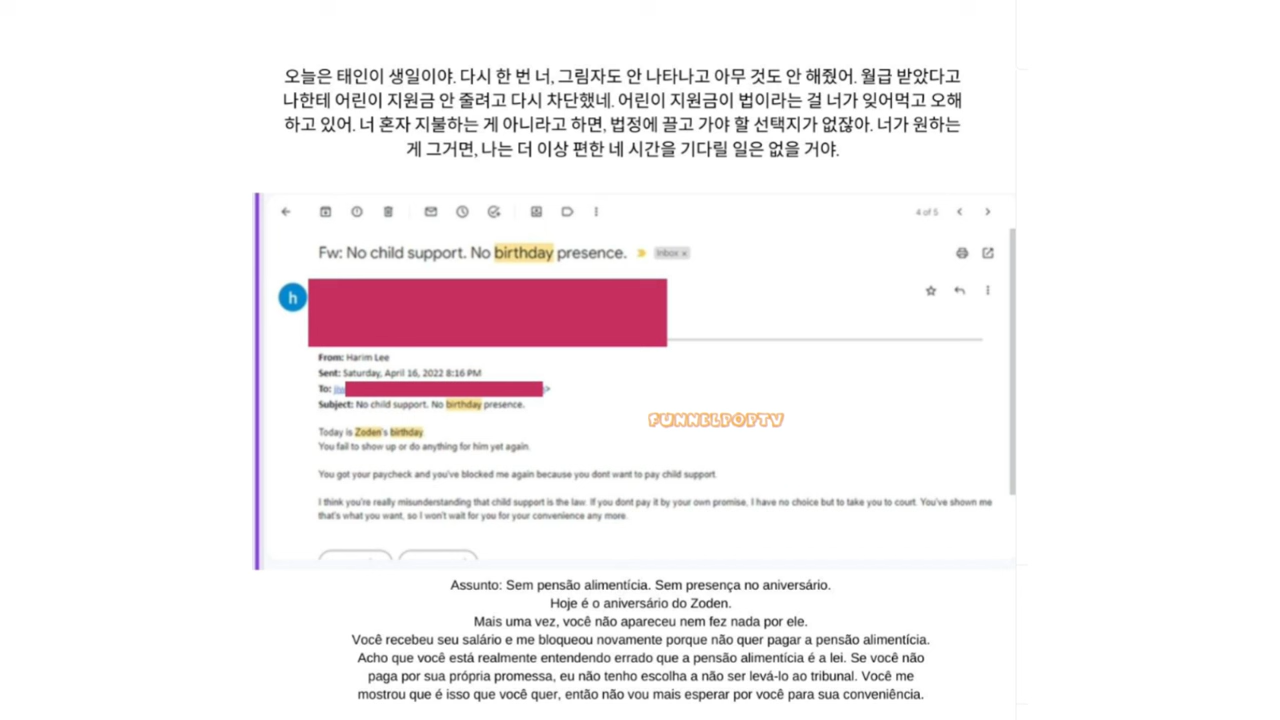 오늘은 태인이 생일이야. 다시 한 번 너, 그림자도 안 나타나고 아무 것도 안 해줬어. 월급 받았다고
나한테 어린이 지원금 안 줄려고 다시 차단했네. 어린이 지원금이 법이라는 걸 너가 잊어먹고 오해
하고 있어. 너 혼자 지불하는 게 아니라고 하면, 법정에 끌고 가야 할 선택지가 없잖아. 너가 원하는
게 그거면, 나는 더 이상 편한 네 시간을 기다릴 일은 없을 거야.
4 of 5
Fw: No child support. No birthday presence.
Inbox x
h
From: Harim Lee
Sent: Saturday, April 16, 2022 8:16 PM
To:
Subject: No child support. No birthday presence.
FUNNELPOPTV
Today is Zoden's birthday
You fail to show up or do anything for him yet again.
You got your paycheck and you've blocked me again because you dont want to pay child support.
I think you're really misunderstanding that child support is the law. If you dont pay it by your own promise, I have no choice but to take you to court. You've shown me
that's what you want, so I won't wait for you for your convenience any more.
Assunto: Sem pensão alimentícia. Sem presença no aniversário.
Hoje é o aniversário do Zoden.
Mais uma vez, você não apareceu nem fez nada por ele.
Você recebeu seu salário e me bloqueou novamente porque não quer pagar a pensão alimentícia.
Acho que você está realmente entendendo errado que a pensão alimentícia é a lei. Se você não
paga por sua própria promessa, eu não tenho escolha a não ser levá-lo ao tribunal. Você me
mostrou que é isso que você quer, então não vou mais esperar por você para sua conveniência.